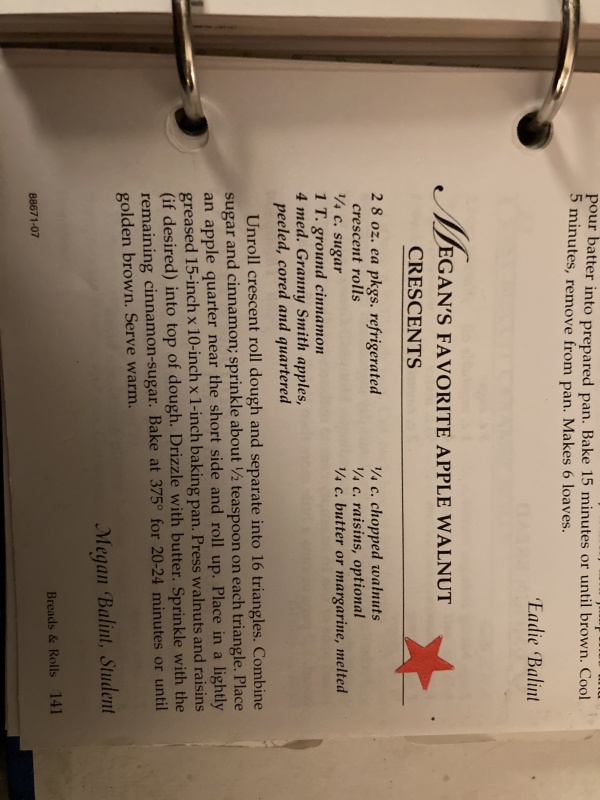 pour batter into prepared pan. Bake 15 minutes or until brown. Cool
5 minutes, remove from pan. Makes 6 loaves.
Eadie Balint
MEGAN'S FAVORITE APPLE WALNUT
CRESCENTS
2 8 oz. ea pkgs. refrigerated
crescent rolls
¼ c. sugar
1 T. ground cinnamon
4 med. Granny Smith apples,
peeled, cored and quartered
¼ c. chopped walnuts
¼ c. raisins, optional
¼ c. butter or margarine, melted
Unroll crescent roll dough and separate into 16 triangles. Combine
sugar and cinnamon; sprinkle about ½ teaspoon on each triangle. Place
an apple quarter near the short side and roll up. Place in a lightly
greased 15-inch x 10-inch x 1-inch baking pan. Press walnuts and raisins
(if desired) into top of dough. Drizzle with butter. Sprinkle with the
remaining cinnamon-sugar. Bake at 375° for 20-24 minutes or until
golden brown. Serve warm.
Megan Balint, Student
88671-07
Breads & Rolls 141